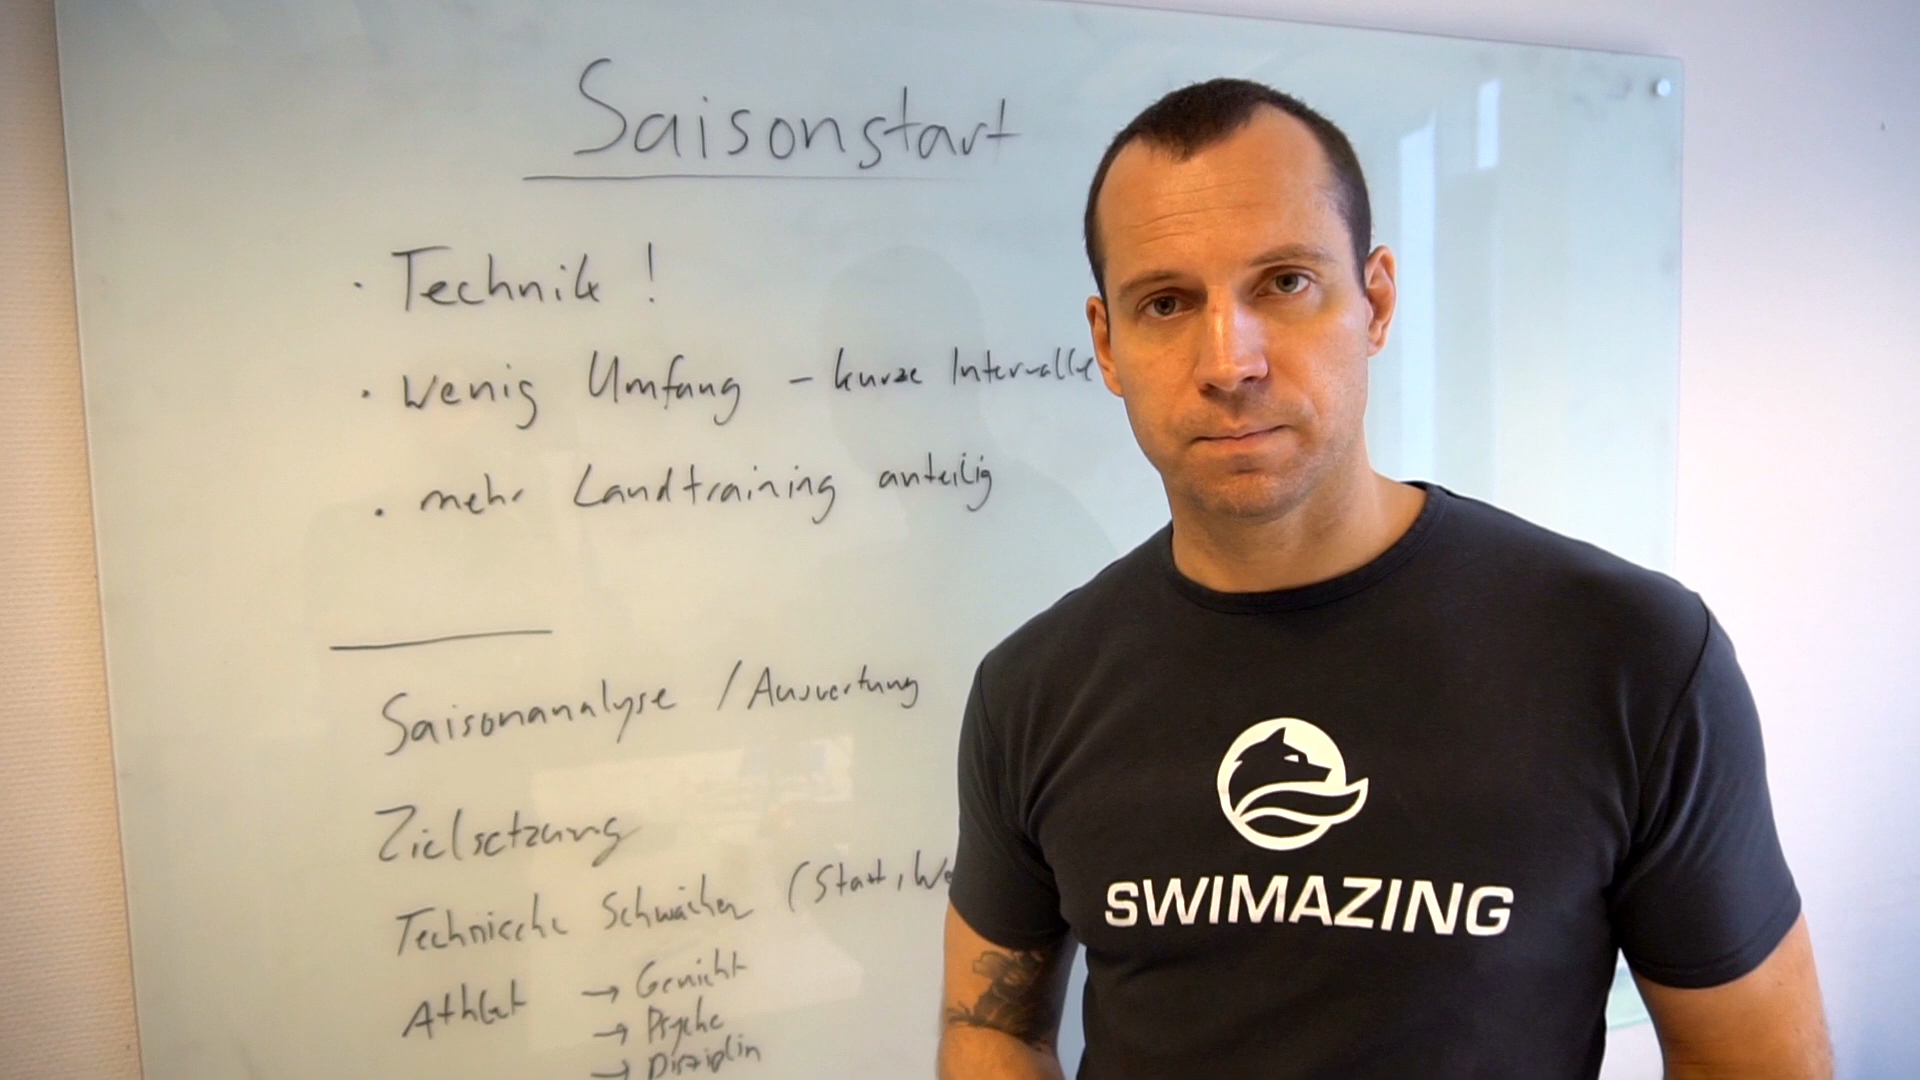 Saisonstart
• Technik !
• Wenig Umfang – kurze Intervalle
• mehr Landtraining anteilig
Saisonanalyse / Auswertung
Zielsetzung
Technische Schwächen (Start, We
Athlet → Gewicht
→ Psyche
→ Disziplin
SWIMAZING